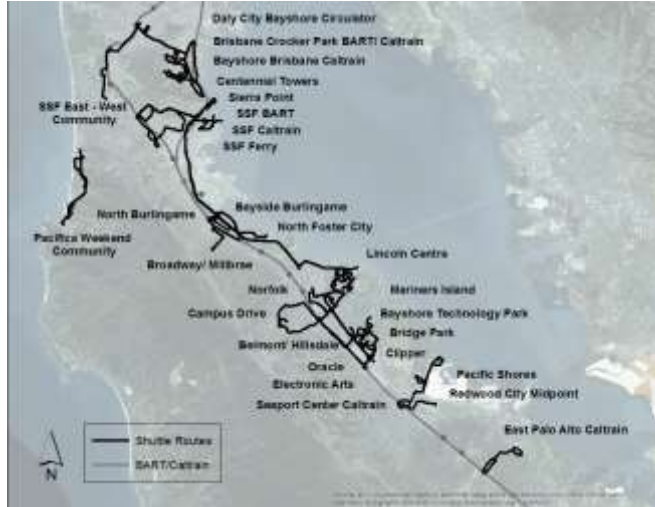 Daly City Bayshore Circulator
Brisbane Crocker Park BART/ Caltrain
Bayshore Brisbane Caltrain
Centennial Towers
Sierra Point
SSF East - West
Community
SSF BART
SSF Caltrain
SSF Ferry
North Burlingame
Bayside Burlingame
North Foster City
Pacifica Weekend
Community
Broadway/ Millbrae
Lincoln Centre
Norfolk
Mariners Island
Campus Drive
Bayshore Technology Park
Bridge Park
Belmont/ Hillsdale
Clipper
Oracle
Electronic Arts
Pacific Shores
Redwood City Midpoint
Seaport Center Caltrain
East Palo Alto Caltrain
Shuttle Routes
BART/Caltrain
N